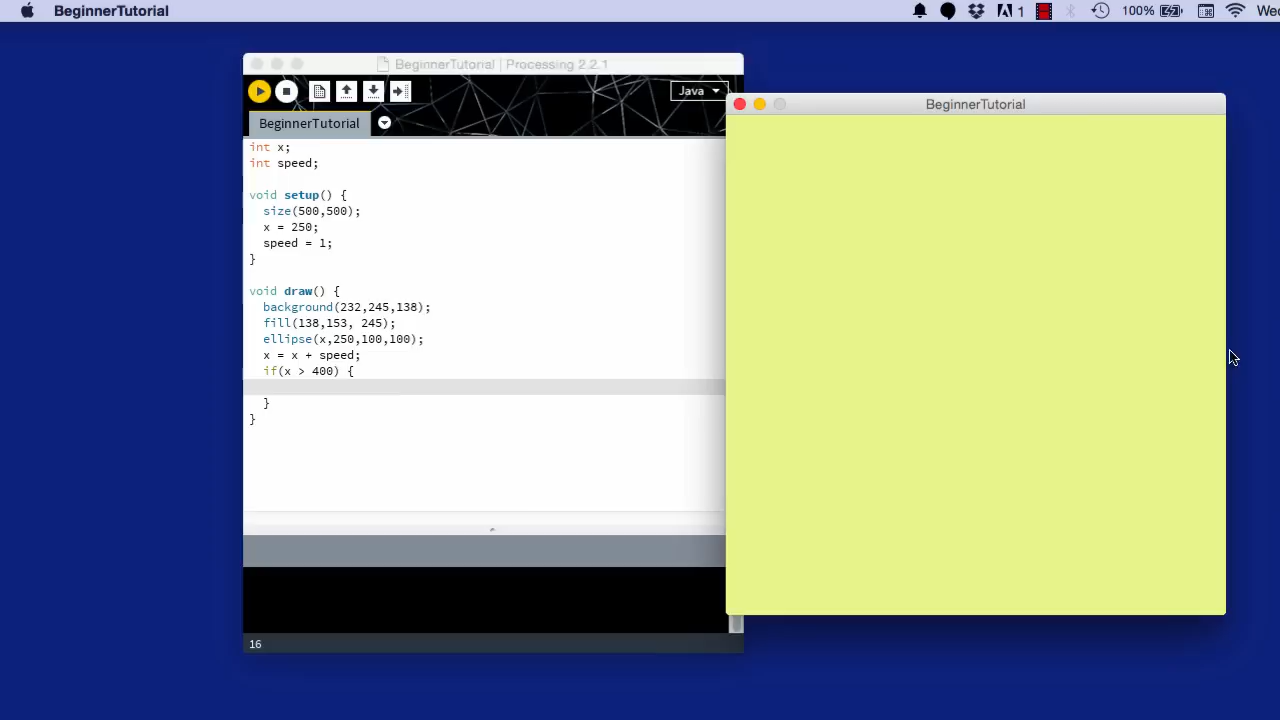 BeginnerTutorial
1
100%
We
BeginnerTutorial | Processing 2.2.1
Java
BeginnerTutorial
BeginnerTutorial
int x;
int speed;
void setup() {
size(500,500);
x = 250;
speed = 1;
}
void draw() {
background(232,245,138);
fill(138,153, 245);
ellipse(x,250,100,100);
x = x + speed;
if(x > 400) {
}
}
16